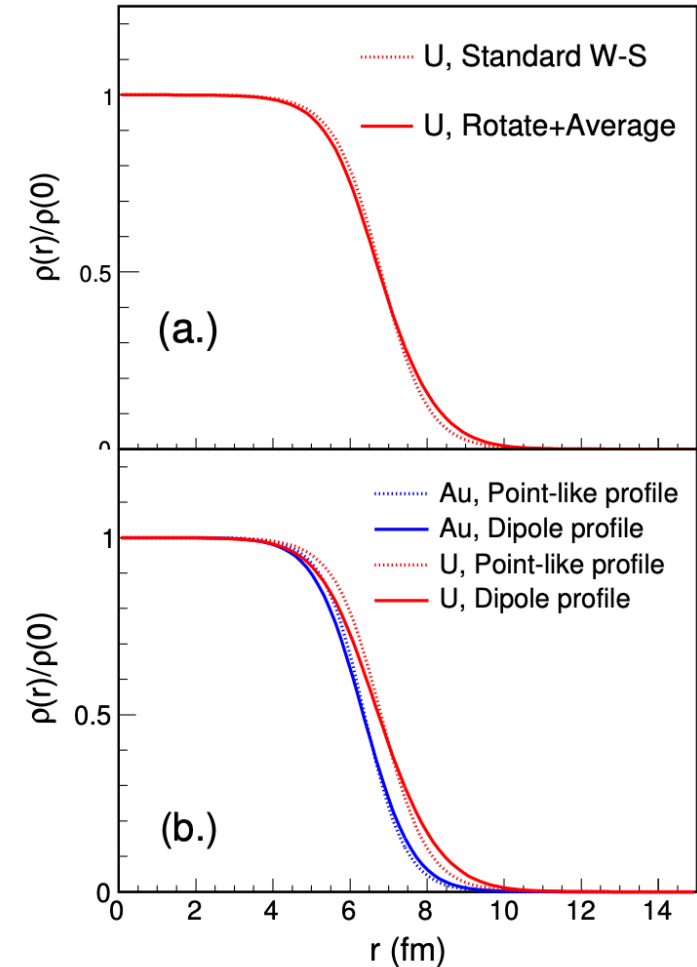 U, Standard W-S
U, Rotate+Average
1
0.5
0
ρ(r)/ρ(0)
(a.)
Au, Point-like profile
Au, Dipole profile
U, Point-like profile
U, Dipole profile
1
0.5
0
ρ(r)/ρ(0)
(b.)
0 2 4 6 8 10 12 14
r (fm)